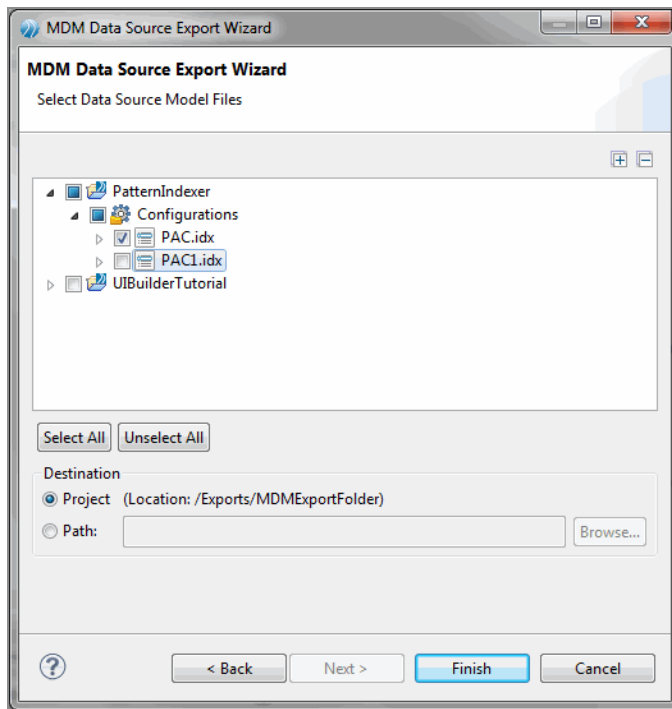 MDM Data Source Export Wizard
MDM Data Source Export Wizard
Select Data Source Model Files
PatternIndexer
Configurations
PAC.idx
PAC1.idx
UIBuilderTutorial
Select All Unselect All
Destination
Project (Location: /Exports/MDMExportFolder)
Path: Browse...
? < Back Next > Finish Cancel